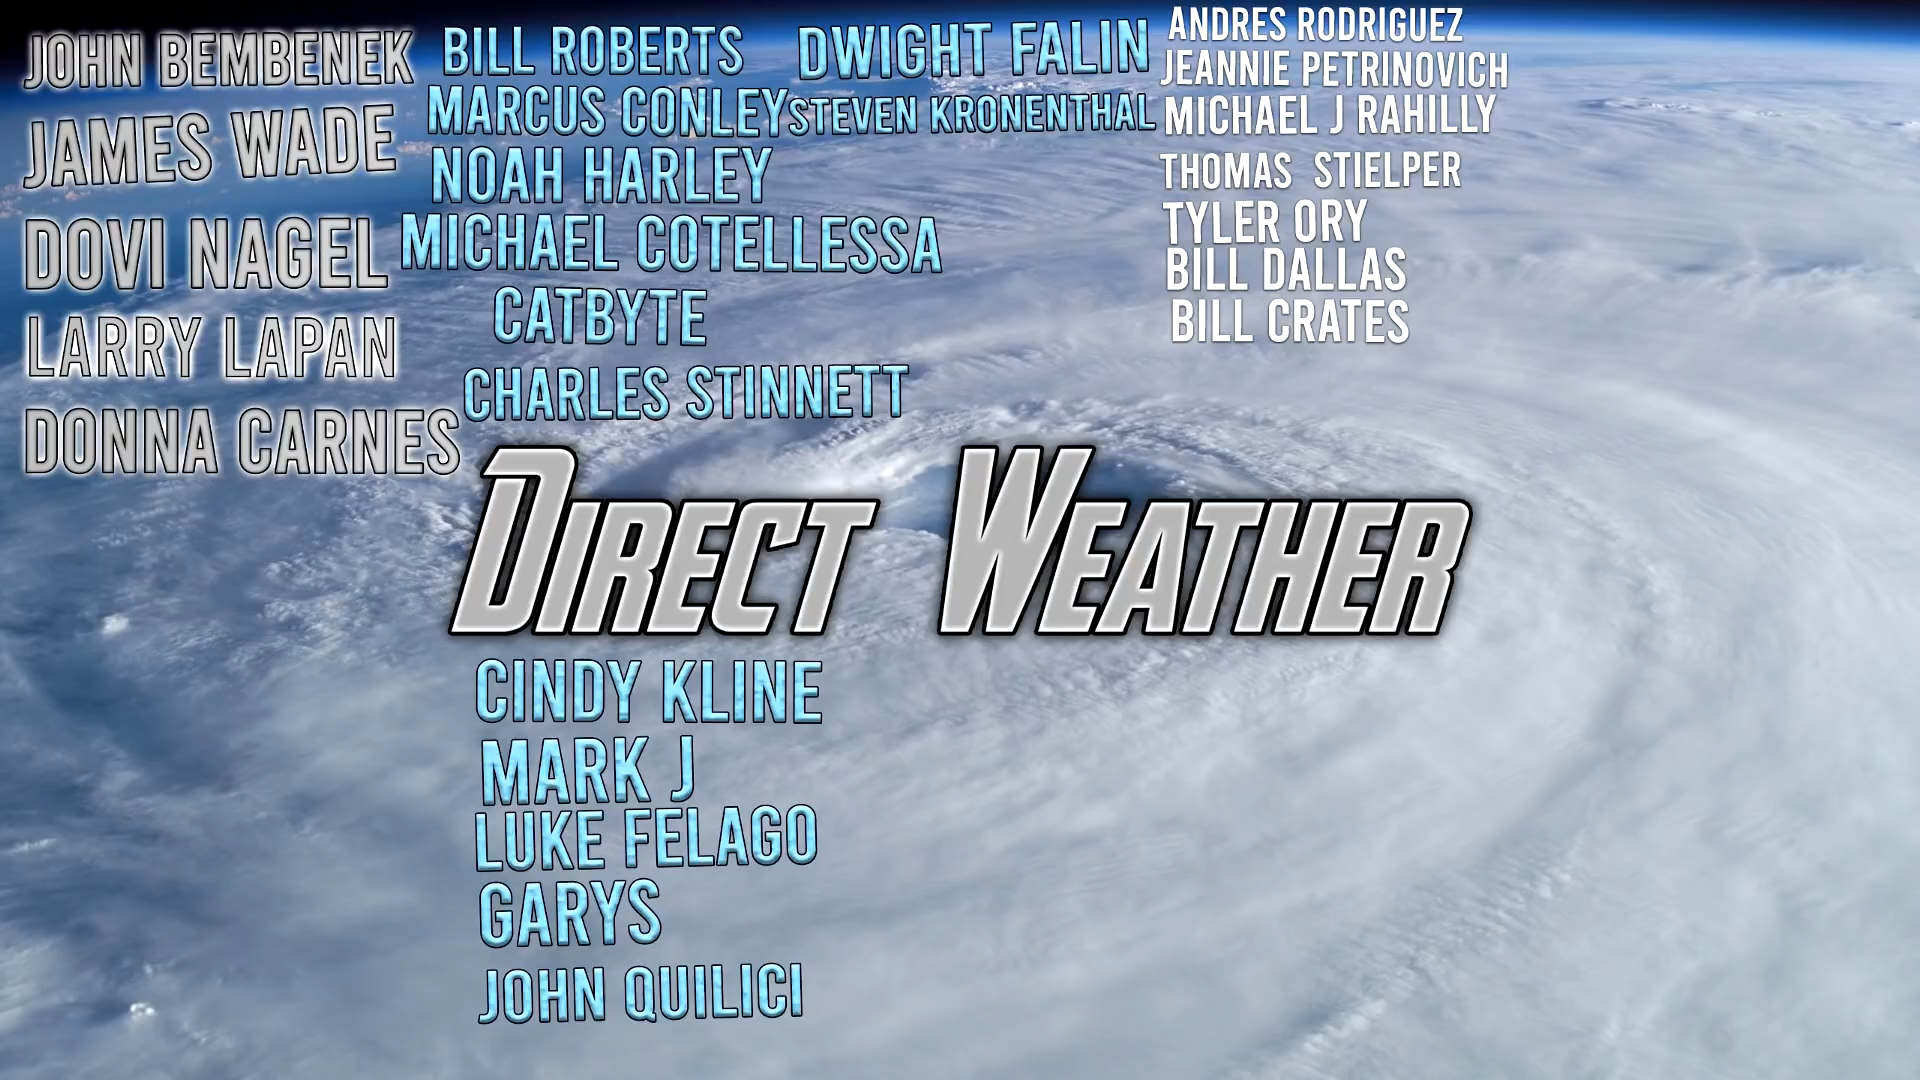 JOHN BEMBENEK
JAMES WADE
DOVI NAGEL
LARRY LAPAN
DONNA CARNES
BILL ROBERTS
MARCUS CONLEY
NOAH HARLEY
MICHAEL COTELLESSA
CATBYTE
CHARLES STINNETT
DWIGHT FALIN
STEVEN KRONENTHAL
ANDRES RODRIGUEZ
JEANNIE PETRINOVICH
MICHAEL J RAHILLY
THOMAS STIELPER
TYLER ORY
BILL DALLAS
BILL CRATES
DIRECT WEATHER
CINDY KLINE
MARK J
LUKE FELAGO
GARYS
JOHN QUILICI